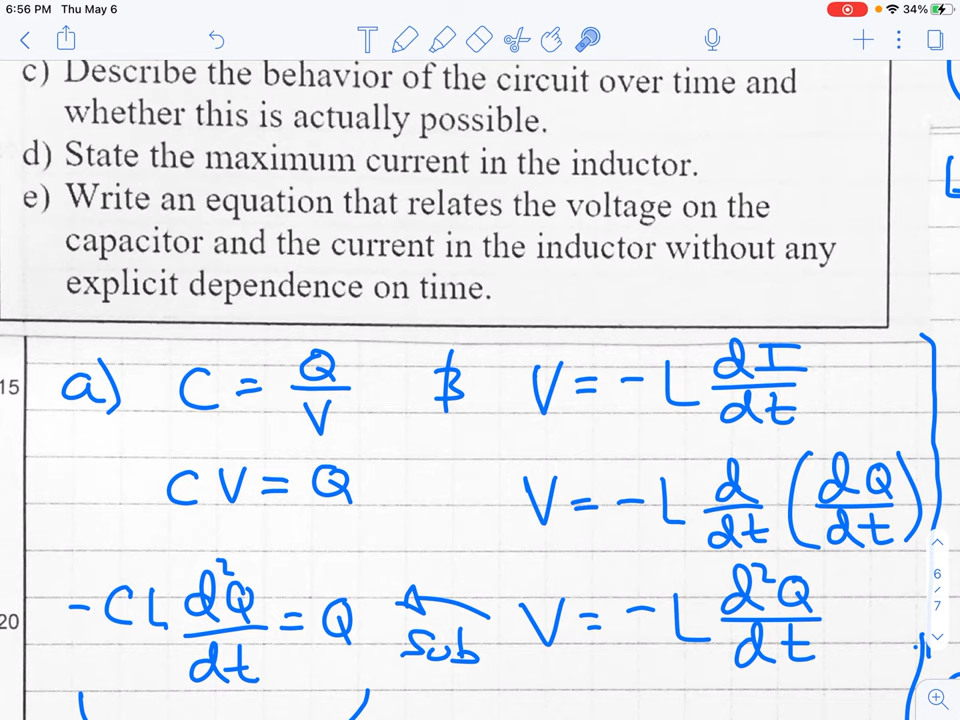 6:56 PM Thu May 6
34%
c) Describe the behavior of the circuit over time and
whether this is actually possible.
d) State the maximum current in the inductor.
e) Write an equation that relates the voltage on the
capacitor and the current in the inductor without any
explicit dependence on time.
15
a) C = Q/V & V = -L dI/dt
CV = Q V = -L d/dt (dQ/dt)
20
-CL d²Q/dt = Q ← Sub V = -L d²Q/dt
6
/
7